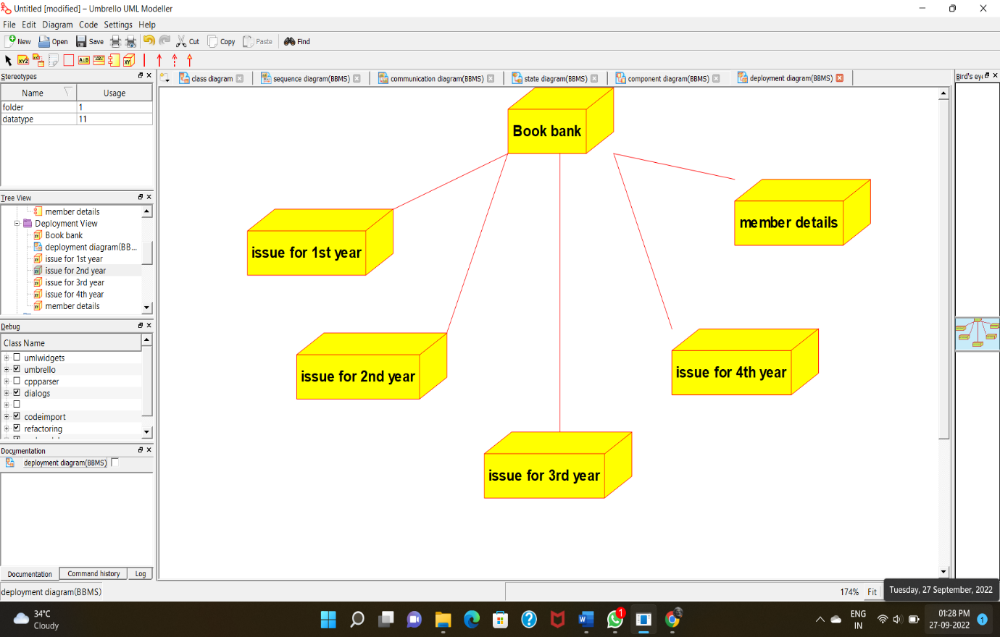 Untitled [modified] – Umbrello UML Modeller
File Edit Diagram Code Settings Help
New Open Save Cut Copy Paste Find
Stereotypes
Name Usage
folder 1
datatype 11
class diagram sequence diagram(BBMS) communication diagram(BBMS) state diagram(BBMS) component diagram(BBMS) deployment diagram(BBMS)
Bird's eye
Book bank
issue for 1st year
member details
issue for 2nd year
issue for 4th year
issue for 3rd year
Tree View
member details
Deployment View
Book bank
deployment diagram(BB...
issue for 1st year
issue for 2nd year
issue for 3rd year
issue for 4th year
member details
Debug
Class Name
umlwidgets
umbrello
cppparser
dialogs
codeimport
refactoring
Documentation
deployment diagram(BBMS)
Documentation Command history Log
deployment diagram(BBMS)
174% Fit
Tuesday, 27 September, 2022
34°C
Cloudy
1
ENG
IN
01:28 PM
27-09-2022
1